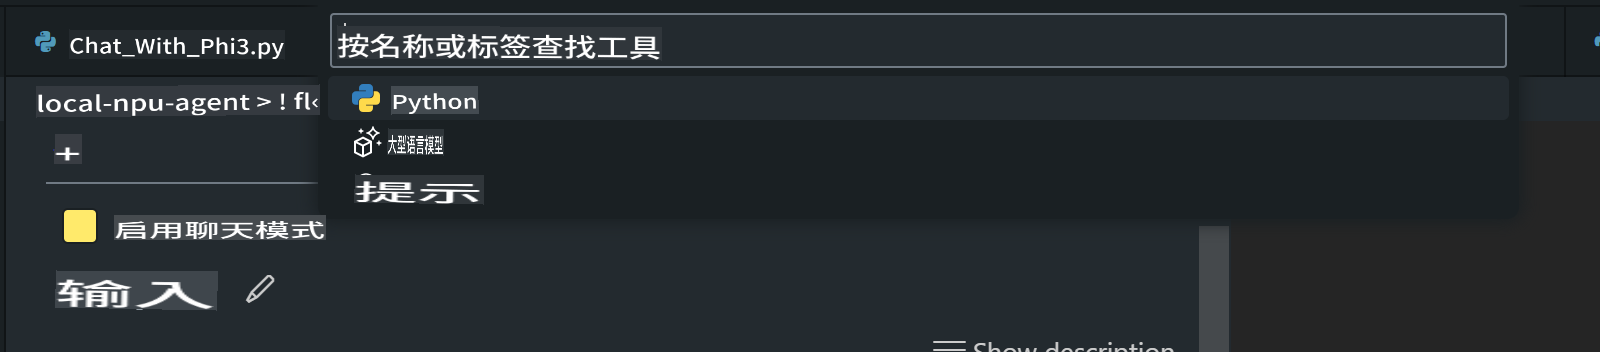 Chat_With_Phi3.py
按名称或标签查找工具
local-npu-agent > ! fl
Python
+
大型语言模型
提示
启用聊天模式
输入
Show description